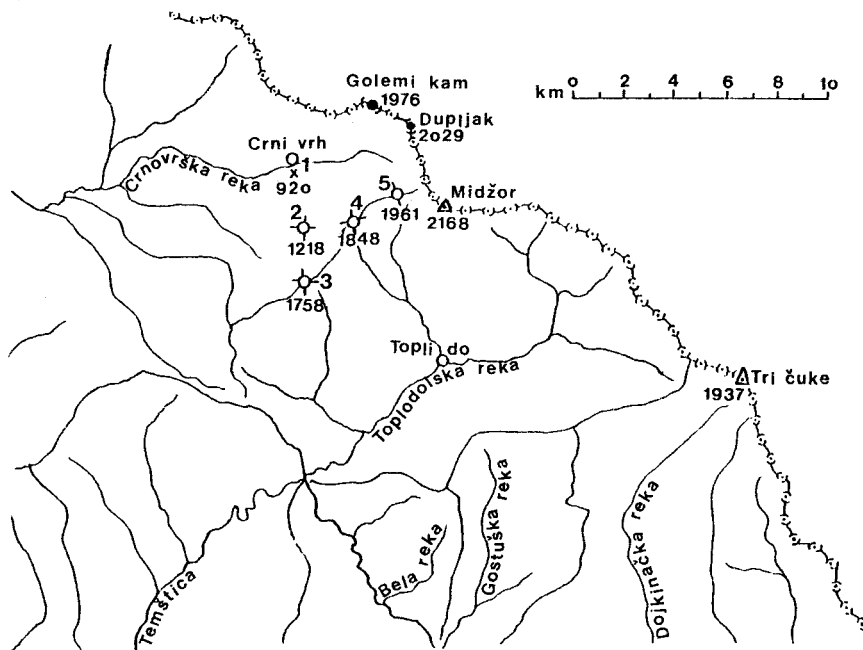 Golemi kam
1976
0 2 4 6 8 10
km
Dupljak
2o29
Crni vrh
1
92o
Crnovrška reka
5
1961
Midžor
2168
4
1848
2
1218
3
1758
Topli do
Toplodolska reka
Tri čuke
1937
Temštica
Bela reka
Gostuška reka
Dojkinačka reka